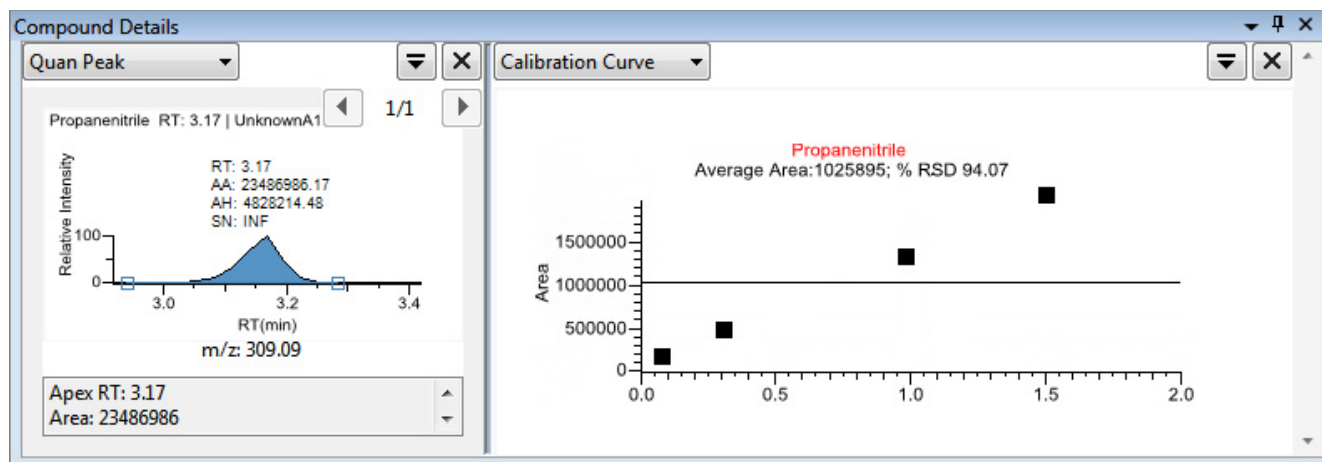 Compound Details
Quan Peak
1/1
Propanenitrile RT: 3.17 | UnknownA1
RT: 3.17
AA: 23486986.17
AH: 4828214.48
SN: INF
Relative Intensity
100
0
3.0 3.2 3.4
RT(min)
m/z: 309.09
Apex RT: 3.17
Area: 23486986
Calibration Curve
Propanenitrile
Average Area:1025895; % RSD 94.07
Area
1500000
1000000
500000
0
0.0 0.5 1.0 1.5 2.0